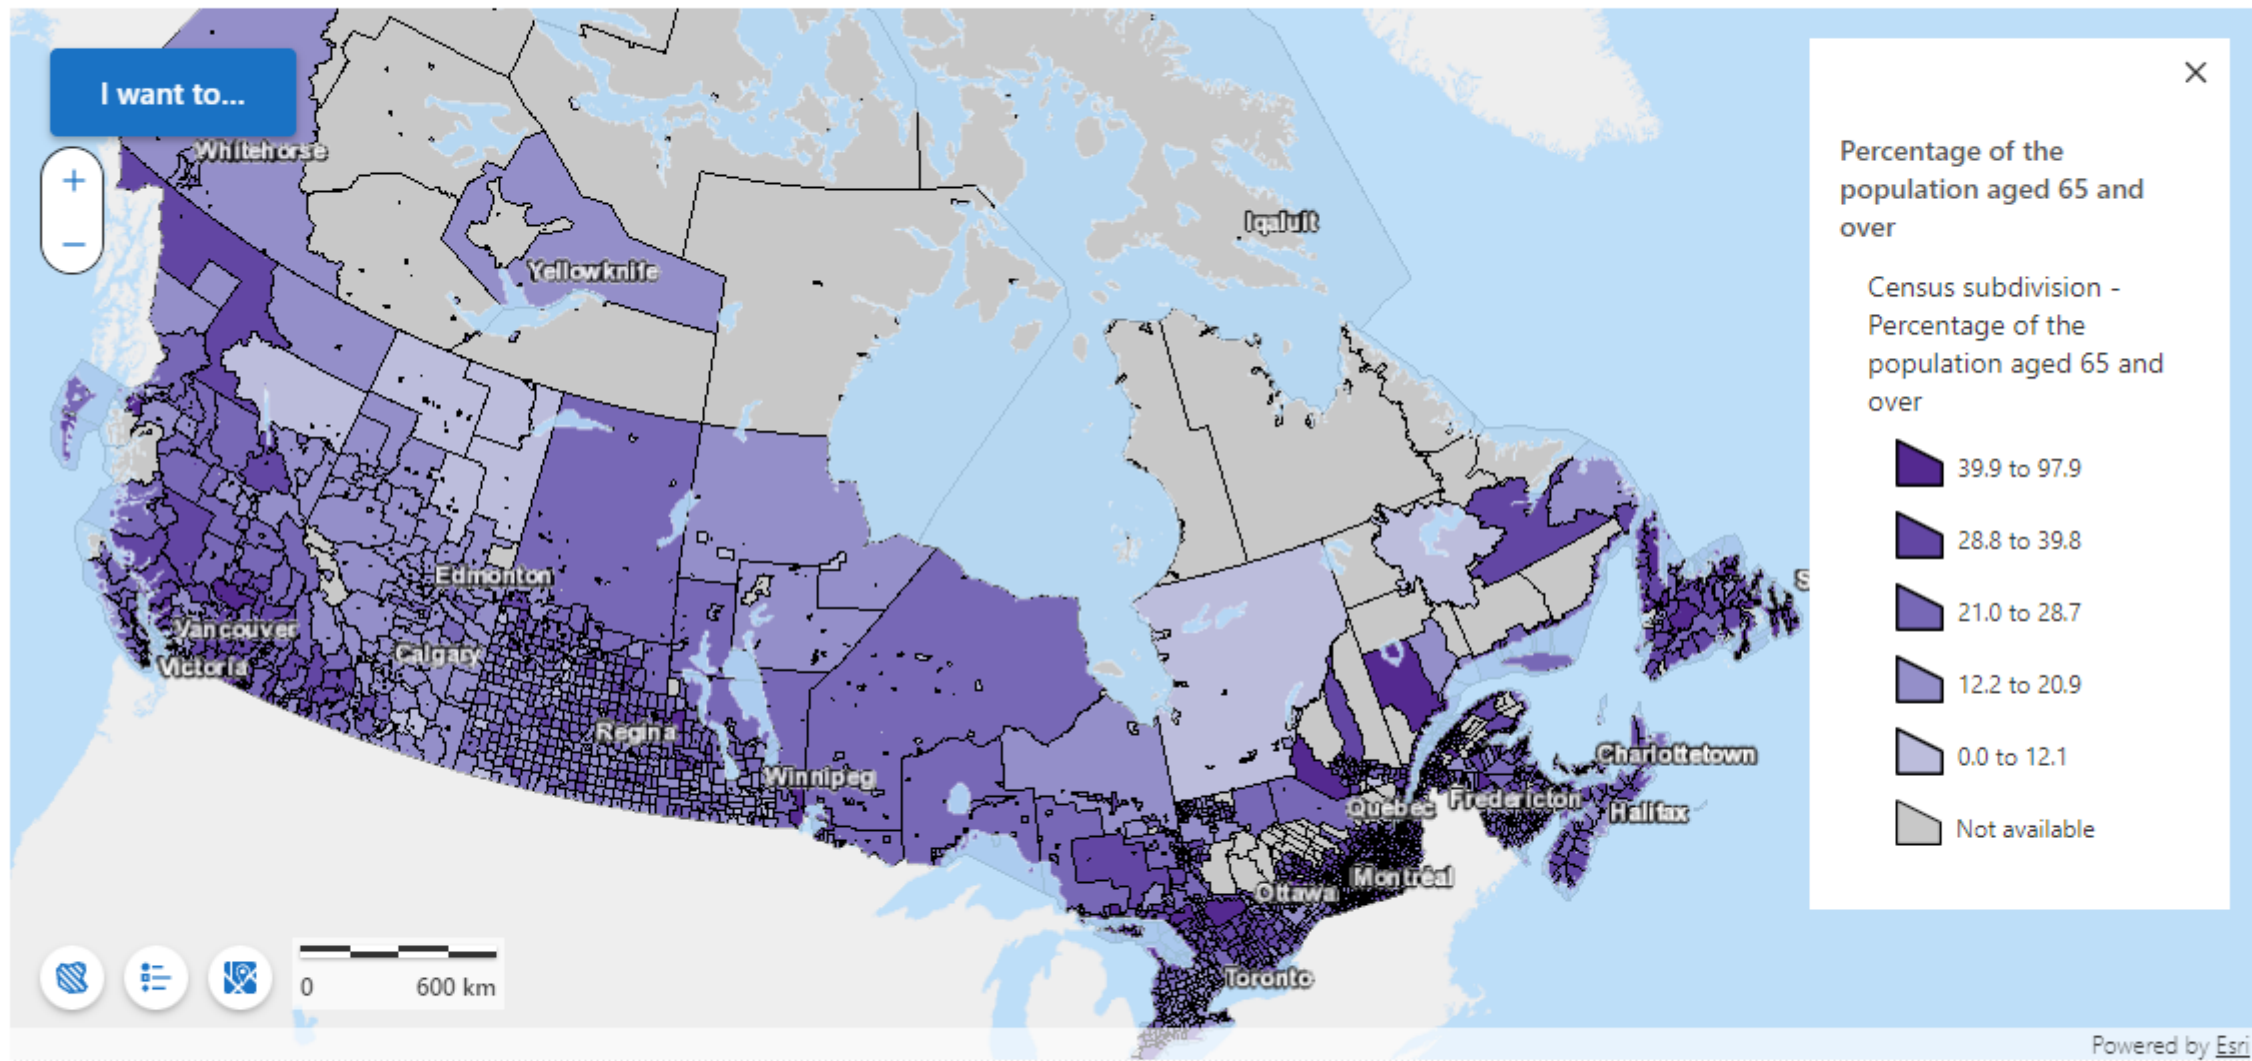 I want to...
+
−
Whitehorse
Yellowknife
Iqaluit
Edmonton
Vancouver
Victoria
Calgary
Regina
Winnipeg
Charlottetown
Quebec
Fredericton
Halifax
Montréal
Ottawa
Toronto
S
0 600 km
Percentage of the
population aged 65 and
over
Census subdivision -
Percentage of the
population aged 65 and
over
39.9 to 97.9
28.8 to 39.8
21.0 to 28.7
12.2 to 20.9
0.0 to 12.1
Not available
Powered by Esri